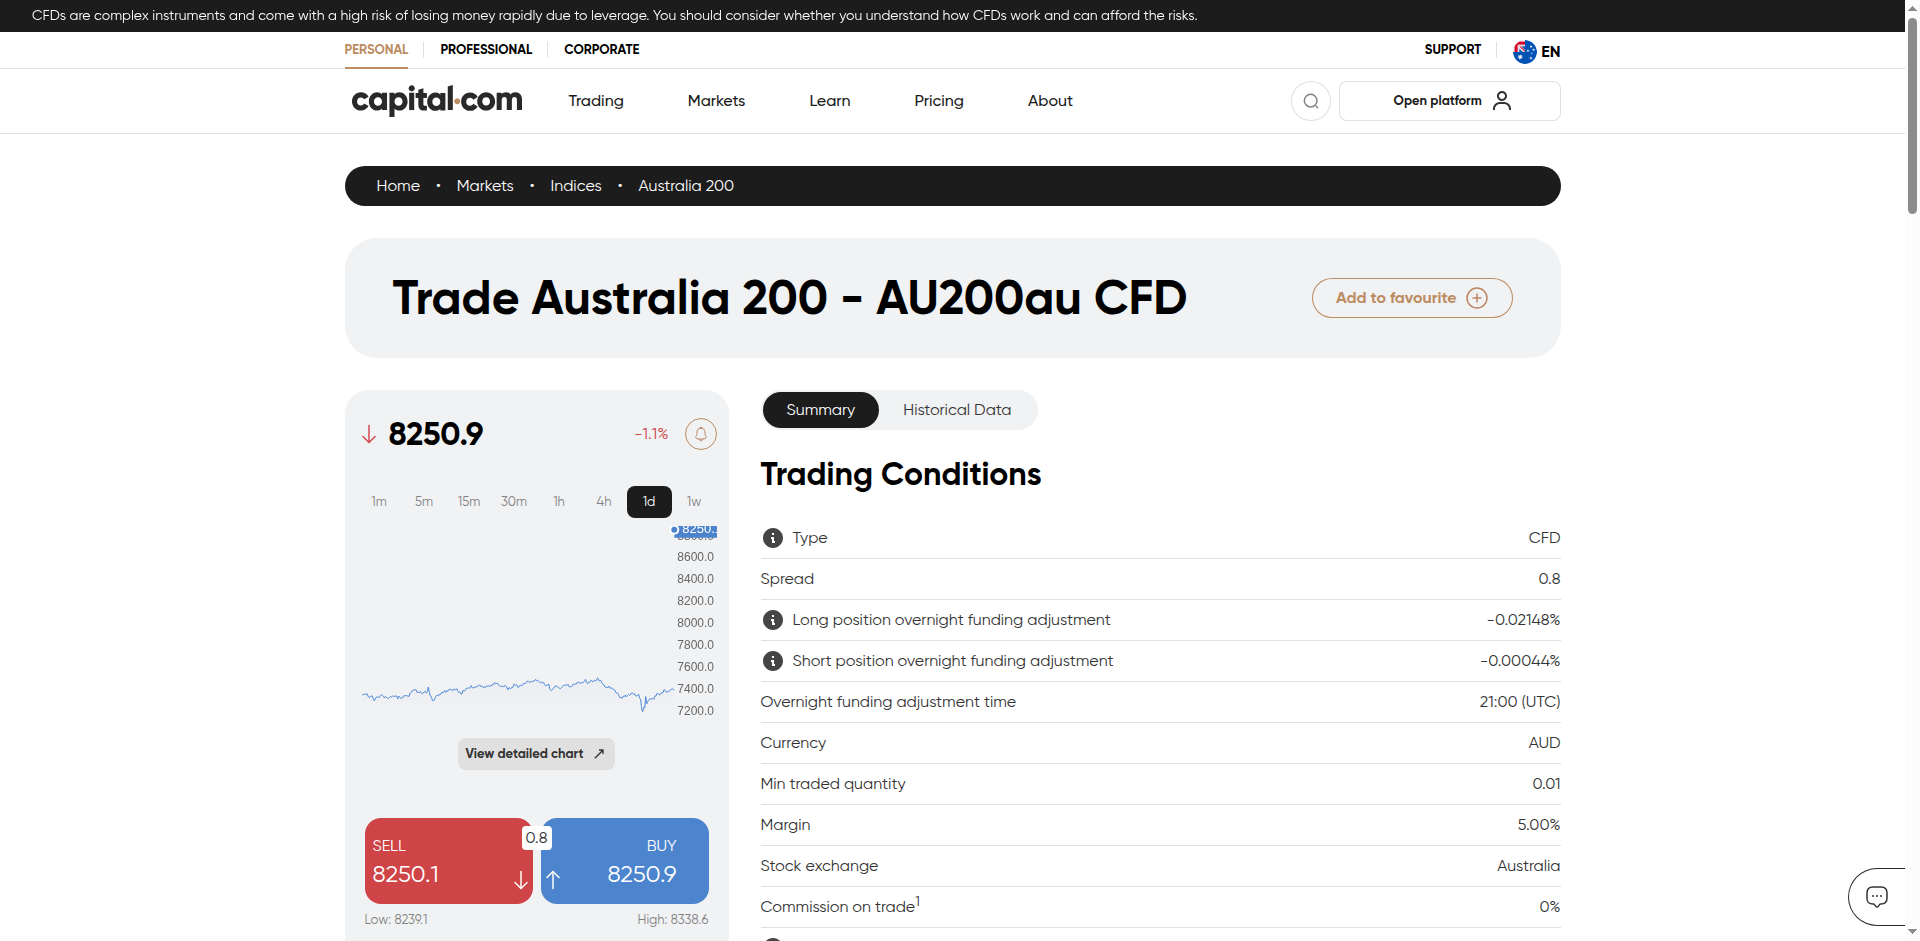 CFDs are complex instruments and come with a high risk of losing money rapidly due to leverage. You should consider whether you understand how CFDs work and can afford the risks.
PERSONAL PROFESSIONAL CORPORATE SUPPORT EN
capital.com Trading Markets Learn Pricing About Open platform
Home • Markets • Indices • Australia 200
Trade Australia 200 - AU200au CFD
Add to favourite
8250.9 -1.1%
1m 5m 15m 30m 1h 4h 1d 1w
8600.0
8400.0
8200.0
8000.0
7800.0
7600.0
7400.0
7200.0
View detailed chart
SELL 0.8 BUY
8250.1 8250.9
Low: 8239.1 High: 8338.6
Summary Historical Data
Trading Conditions
Type CFD
Spread 0.8
Long position overnight funding adjustment -0.02148%
Short position overnight funding adjustment -0.00044%
Overnight funding adjustment time 21:00 (UTC)
Currency AUD
Min traded quantity 0.01
Margin 5.00%
Stock exchange Australia
Commission on trade1 0%